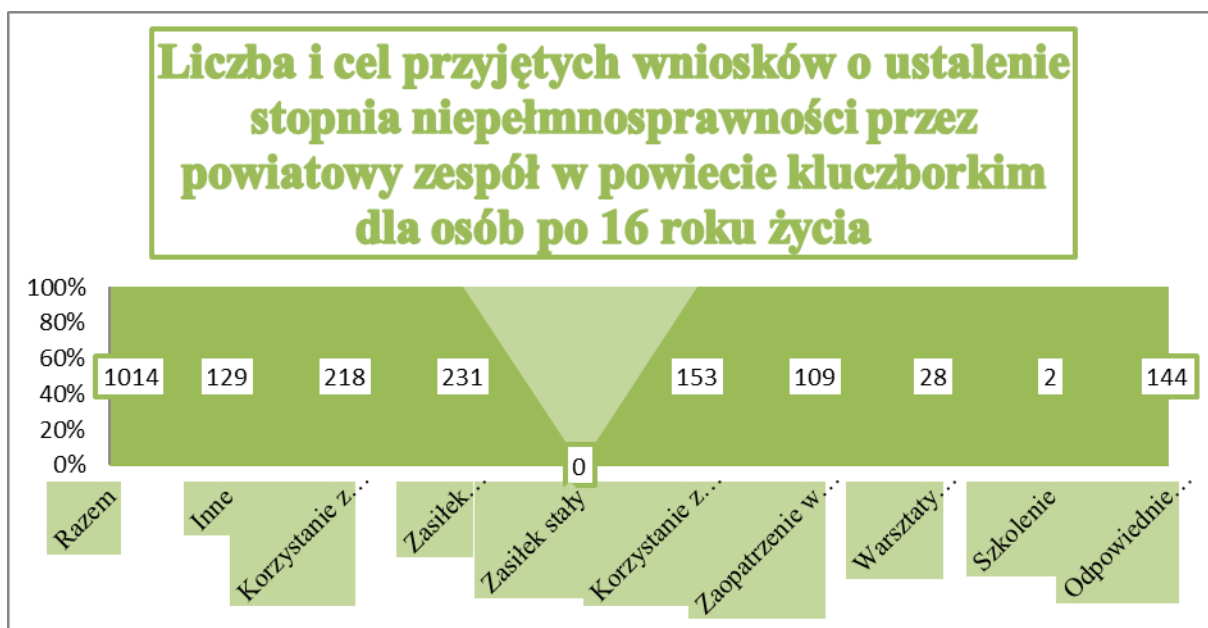 Liczba i cel przyjętych wniosków o ustalenie
stopnia niepełmnosprawności przez
powiatowy zespół w powiecie kluczborkim
dla osób po 16 roku życia
100%
80%
60%
40%
20%
0%
1014 129 218 231 0 153 109 28 2 144
Razem
Inne
Korzystanie z…
Zasiłek…
Zasiłek stały
Korzystanie z…
Zaopatrzenie w…
Warsztaty…
Szkolenie
Odpowiednie…